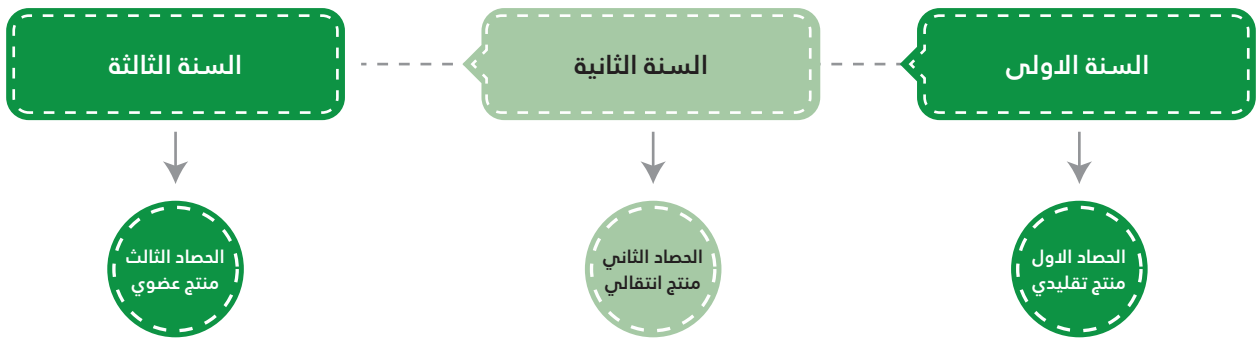 السنة الاولى
السنة الثانية
السنة الثالثة
الحصاد الاول
منتج تقليدي
الحصاد الثاني
منتج انتقالي
الحصاد الثالث
منتج عضوي